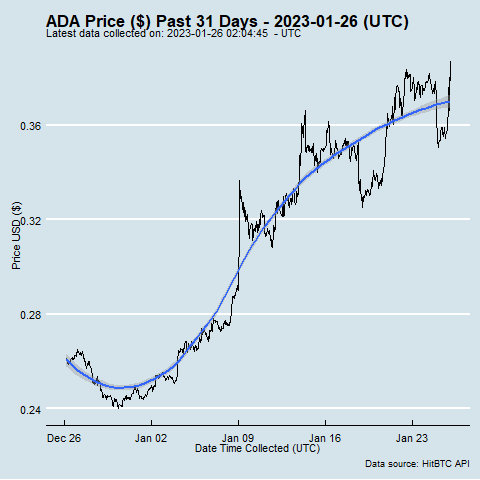 ADA Price ($) Past 31 Days - 2023-01-26 (UTC)
Latest data collected on: 2023-01-26 02:04:45 - UTC
Price USD ($)
0.36
0.32
0.28
0.24
Dec 26 Jan 02 Jan 09 Jan 16 Jan 23
Date Time Collected (UTC)
Data source: HitBTC API